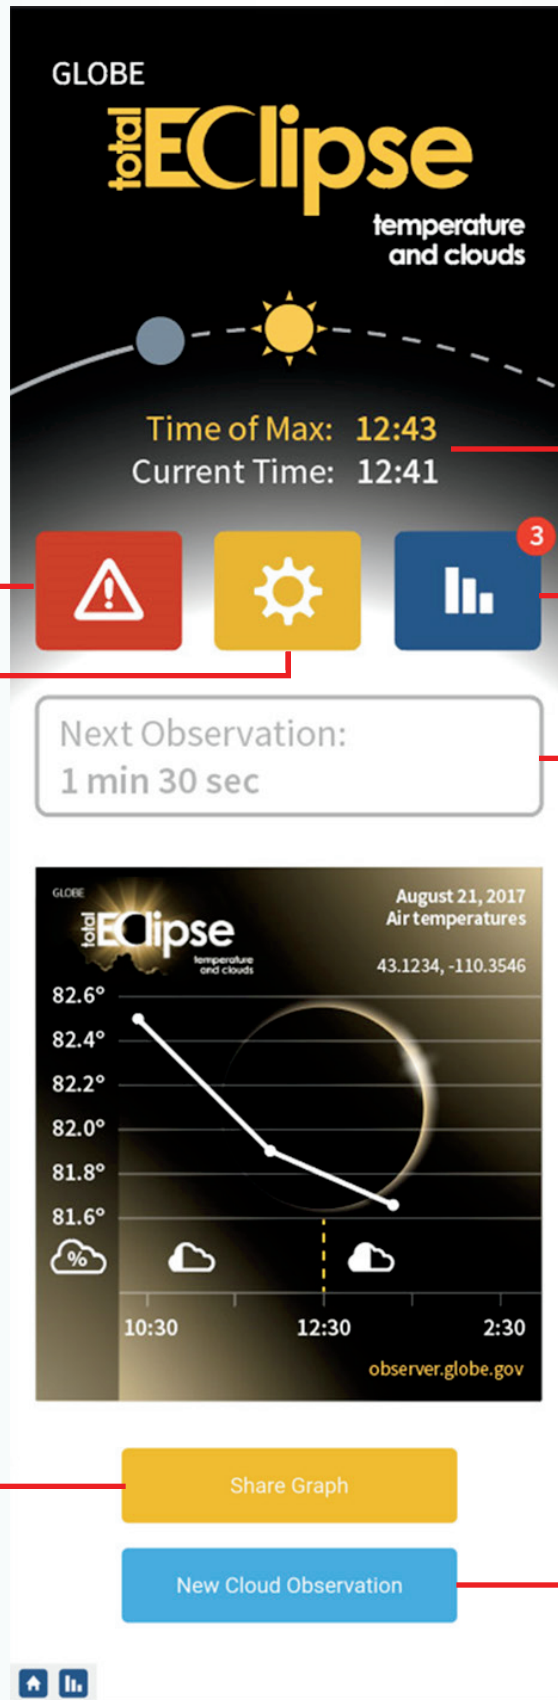 GLOBE
total EClipse
temperature
and clouds
Time of Max: 12:43
Current Time: 12:41
3
Next Observation:
1 min 30 sec
GLOBE
total EClipse
temperature
and clouds
August 21, 2017
Air temperatures
43.1234, -110.3546
82.6°
82.4°
82.2°
82.0°
81.8°
81.6°
%
10:30 12:30 2:30
observer.globe.gov
Share Graph
New Cloud Observation